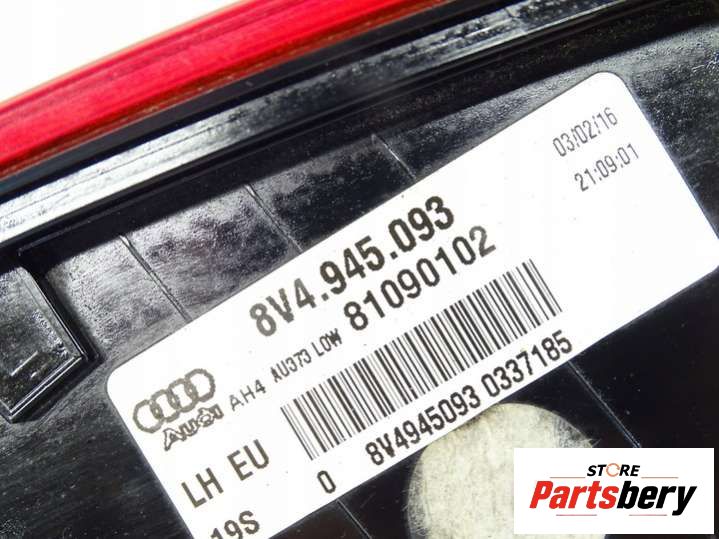 03/02/16
21:09:01
8V4.945.093
81090102
Audi AH4 AU373 LOW
LH EU
0 8V4945093 0337185
19S
STORE
Partsbery